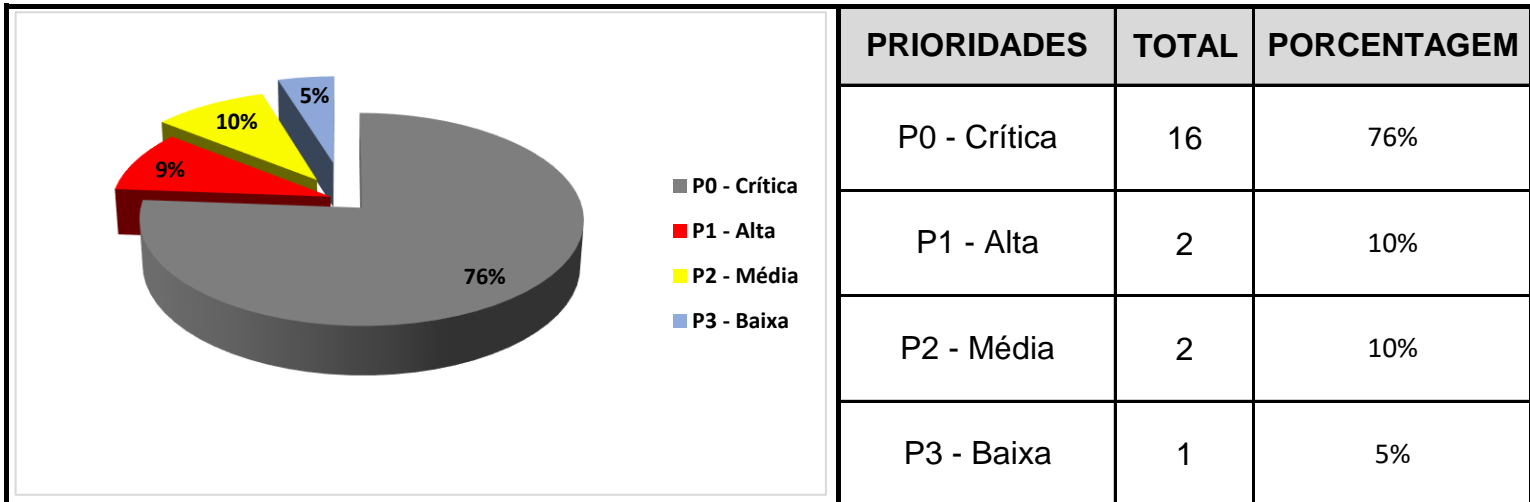 5%
10%
9%
76%
P0 - Crítica
P1 - Alta
P2 - Média
P3 - Baixa
PRIORIDADES TOTAL PORCENTAGEM
P0 - Crítica 16 76%
P1 - Alta 2 10%
P2 - Média 2 10%
P3 - Baixa 1 5%